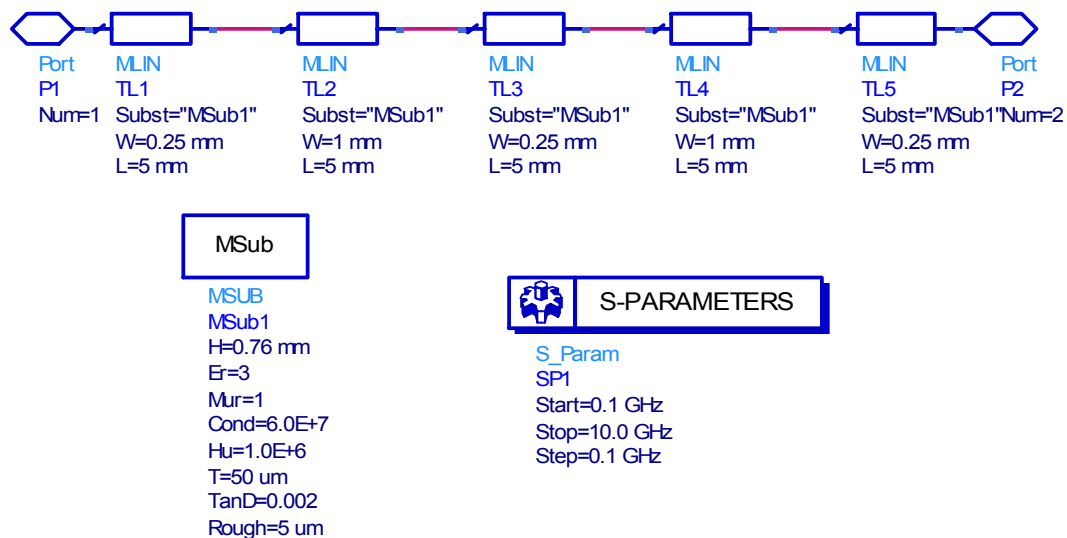 Port
P1
Num=1
MLIN
TL1
Subst="MSub1"
W=0.25 mm
L=5 mm
MLIN
TL2
Subst="MSub1"
W=1 mm
L=5 mm
MLIN
TL3
Subst="MSub1"
W=0.25 mm
L=5 mm
MLIN
TL4
Subst="MSub1"
W=1 mm
L=5 mm
MLIN
TL5
Subst="MSub1"
W=0.25 mm
L=5 mm
Port
P2
Num=2
MSub
MSUB
MSub1
H=0.76 mm
Er=3
Mur=1
Cond=6.0E+7
Hu=1.0E+6
T=50 um
TanD=0.002
Rough=5 um
S-PARAMETERS
S_Param
SP1
Start=0.1 GHz
Stop=10.0 GHz
Step=0.1 GHz